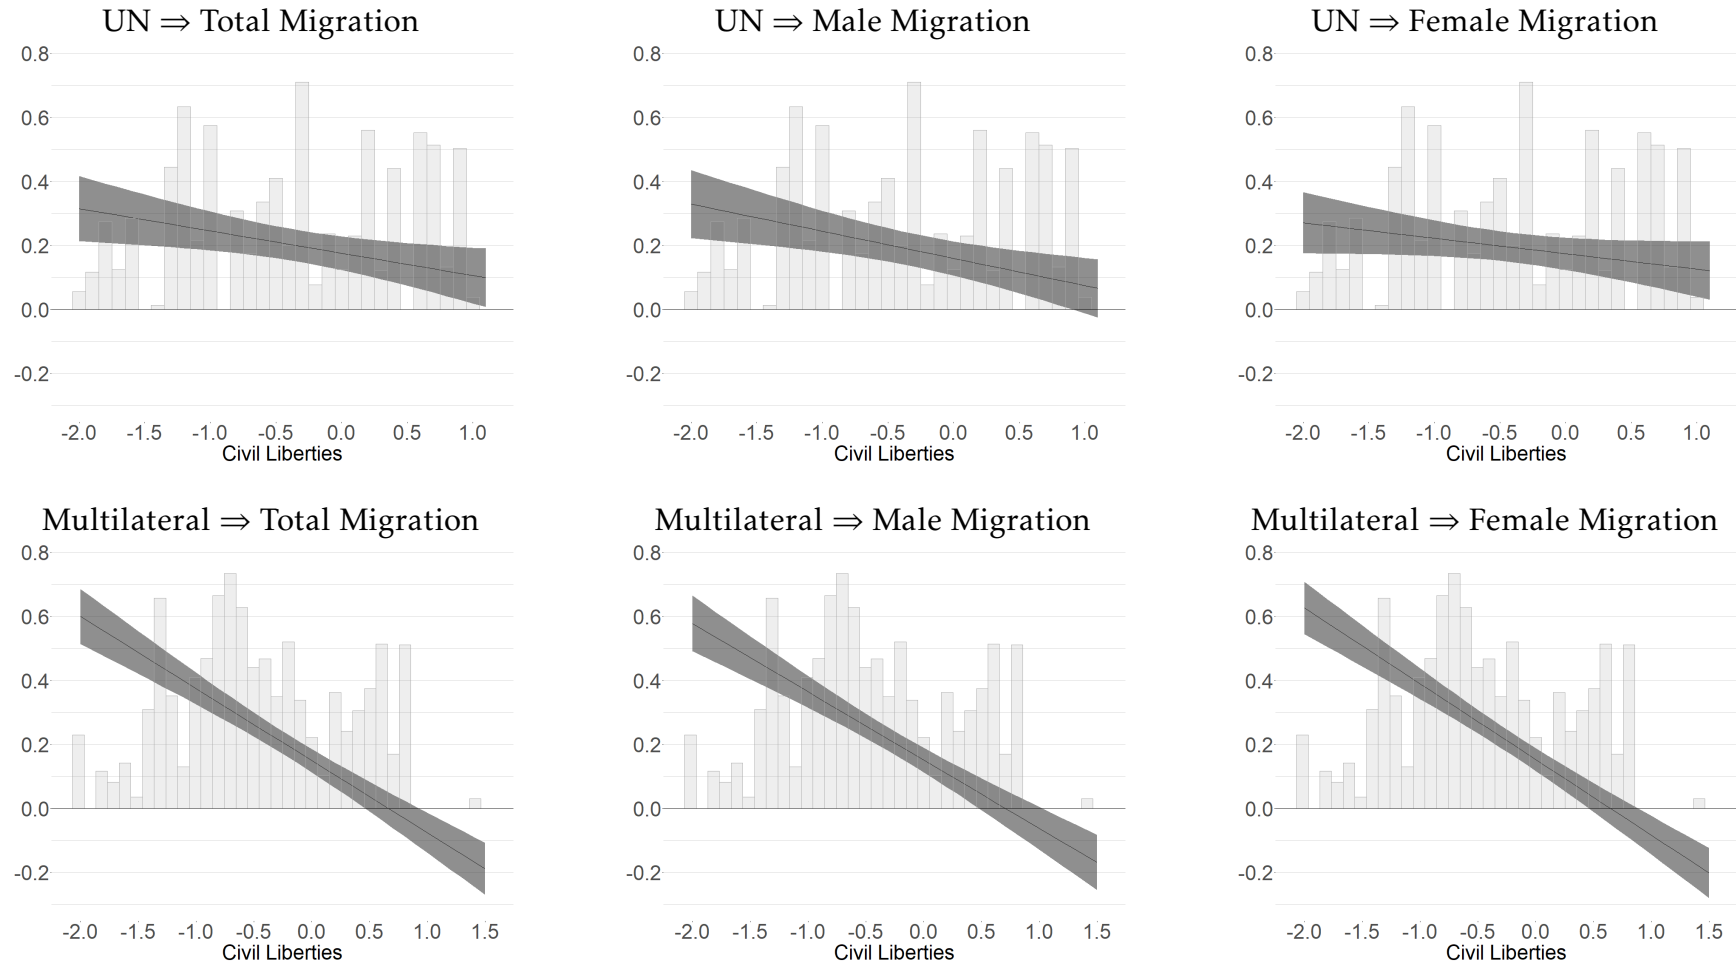 UN ⇒ Total Migration
0.8
0.6
0.4
0.2
0.0
-0.2
-2.0 -1.5 -1.0 -0.5 0.0 0.5 1.0
Civil Liberties
UN ⇒ Male Migration
0.8
0.6
0.4
0.2
0.0
-0.2
-2.0 -1.5 -1.0 -0.5 0.0 0.5 1.0
Civil Liberties
UN ⇒ Female Migration
0.8
0.6
0.4
0.2
0.0
-0.2
-2.0 -1.5 -1.0 -0.5 0.0 0.5 1.0
Civil Liberties
Multilateral ⇒ Total Migration
0.8
0.6
0.4
0.2
0.0
-0.2
-2.0 -1.5 -1.0 -0.5 0.0 0.5 1.0 1.5
Civil Liberties
Multilateral ⇒ Male Migration
0.8
0.6
0.4
0.2
0.0
-0.2
-2.0 -1.5 -1.0 -0.5 0.0 0.5 1.0 1.5
Civil Liberties
Multilateral ⇒ Female Migration
0.8
0.6
0.4
0.2
0.0
-0.2
-2.0 -1.5 -1.0 -0.5 0.0 0.5 1.0 1.5
Civil Liberties